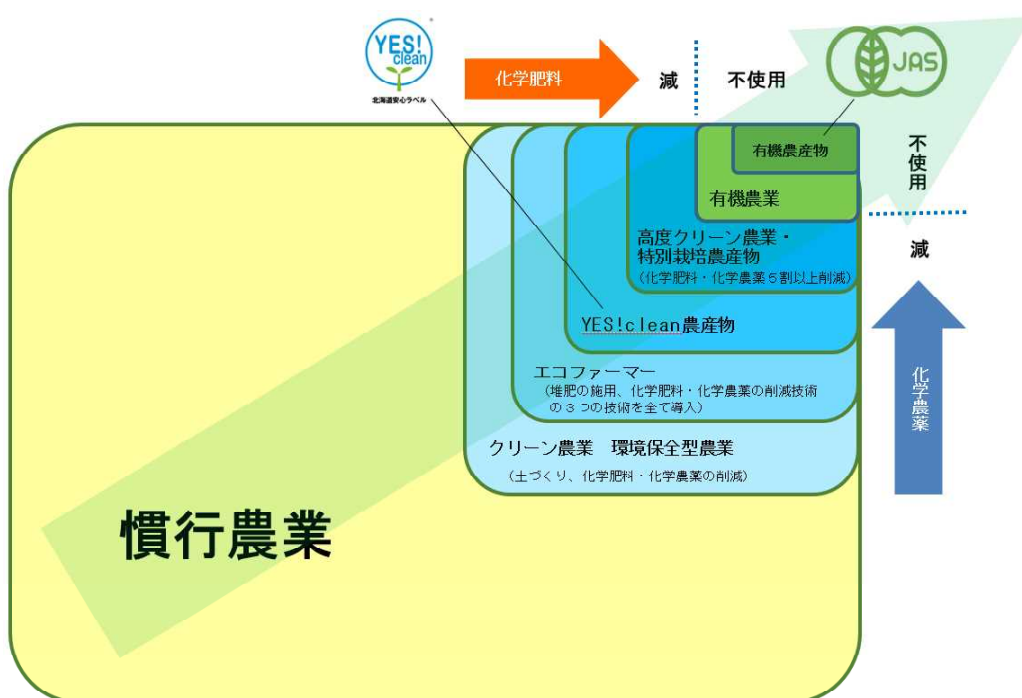 YES!
clean
北海道安心ラベル
化学肥料
減
不使用
JAS
有機農産物
有機農業
不使用
減
高度クリーン農業・
特別栽培農産物
(化学肥料・化学農薬5割以上削減)
YES!clean農産物
エコファーマー
(堆肥の施用、化学肥料・化学農薬の削減技術
の3つの技術を全て導入)
クリーン農業 環境保全型農業
(土づくり、化学肥料・化学農薬の削減)
化学農薬
慣行農業